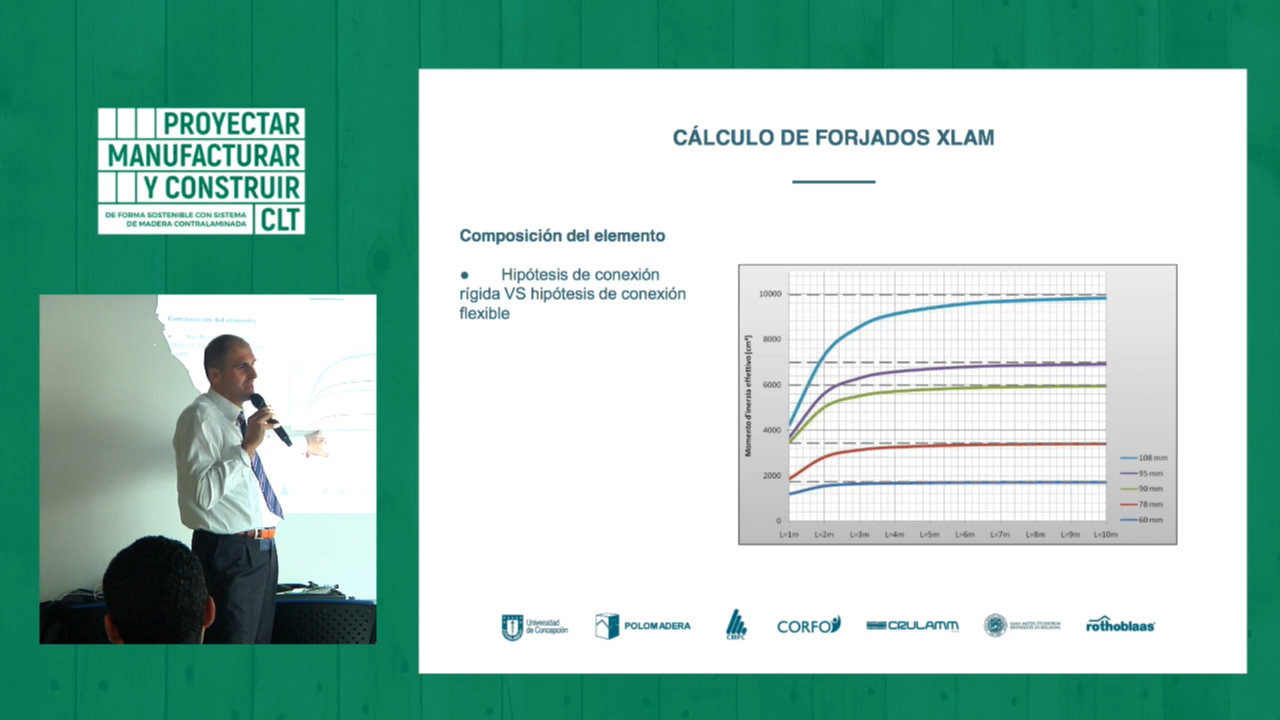 PROYECTAR
MANUFACTURAR
Y CONSTRUIR
DE FORMA SOSTENIBLE CON SISTEMA
DE MADERA CONTRALAMINADA
CLT
CÁLCULO DE FORJADOS XLAM
Composición del elemento
● Hipótesis de conexión
rígida VS hipótesis de conexión
flexible
Momento d'inerzia effettivo [cm⁴]
10000
8000
6000
4000
2000
0
L=1m L=2m L=3m L=4m L=5m L=6m L=7m L=8m L=9m L=10m
108 mm
95 mm
90 mm
78 mm
60 mm
Composición del elemento
Universidad
de Concepción
POLOMADERA
CMPC
CORFO
CRULAMM
rothoblaas